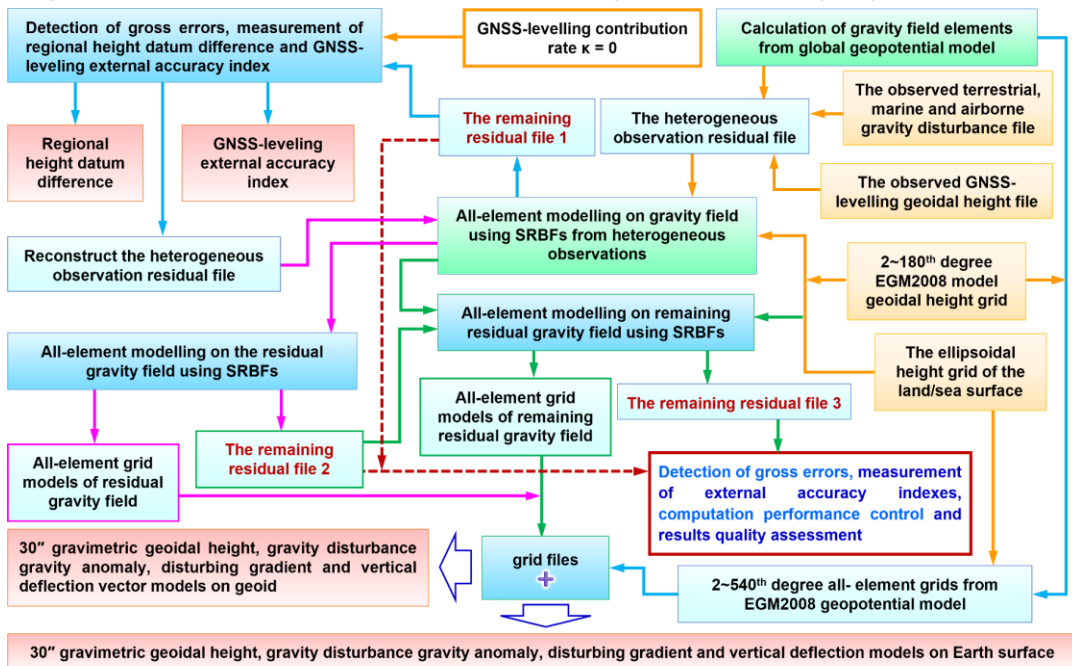 Detection of gross errors, measurement of
regional height datum difference and GNSS-
leveling external accuracy index
GNSS-levelling contribution
rate κ = 0
Calculation of gravity field elements
from global geopotential model
The observed terrestrial,
marine and airborne
gravity disturbance file
Regional
height datum
difference
GNSS-leveling
external accuracy
index
The remaining
residual file 1
The heterogeneous
observation residual file
The observed GNSS-
levelling geoidal height file
Reconstruct the heterogeneous
observation residual file
All-element modelling on gravity field
using SRBFs from heterogeneous
observations
2~180th degree
EGM2008 model
geoidal height grid
All-element modelling on the residual
gravity field using SRBFs
All-element modelling on remaining
residual gravity field using SRBFs
The ellipsoidal
height grid of the
land/sea surface
All-element grid
models of residual
gravity field
The remaining
residual file 2
All-element grid
models of remaining
residual gravity field
The remaining residual file 3
Detection of gross errors, measurement
of external accuracy indexes,
computation performance control and
results quality assessment
30″ gravimetric geoidal height, gravity disturbance
gravity anomaly, disturbing gradient and vertical
deflection vector models on geoid
grid files
+
2~540th degree all- element grids from
EGM2008 geopotential model
30″ gravimetric geoidal height, gravity disturbance gravity anomaly, disturbing gradient and vertical deflection models on Earth surface